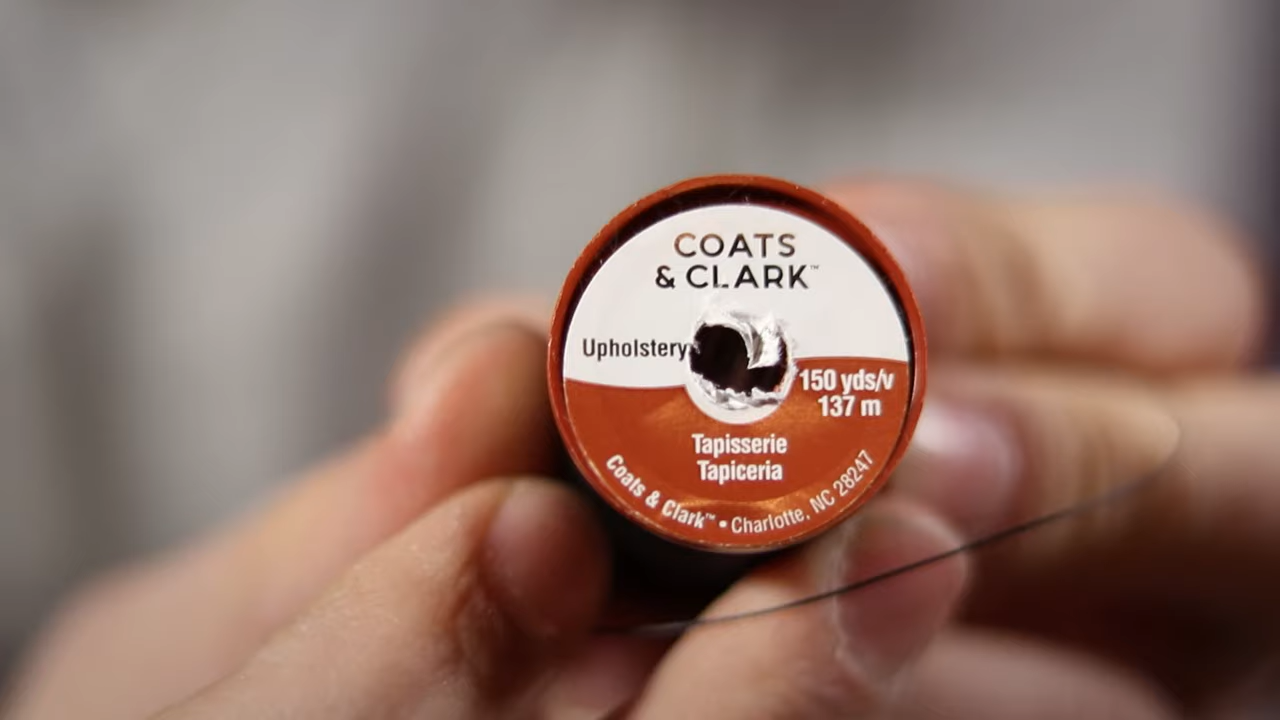 COATS
& CLARK™
Upholstery
150 yds/v
137 m
Tapisserie
Tapiceria
Coats & Clark™ • Charlotte, NC 28247